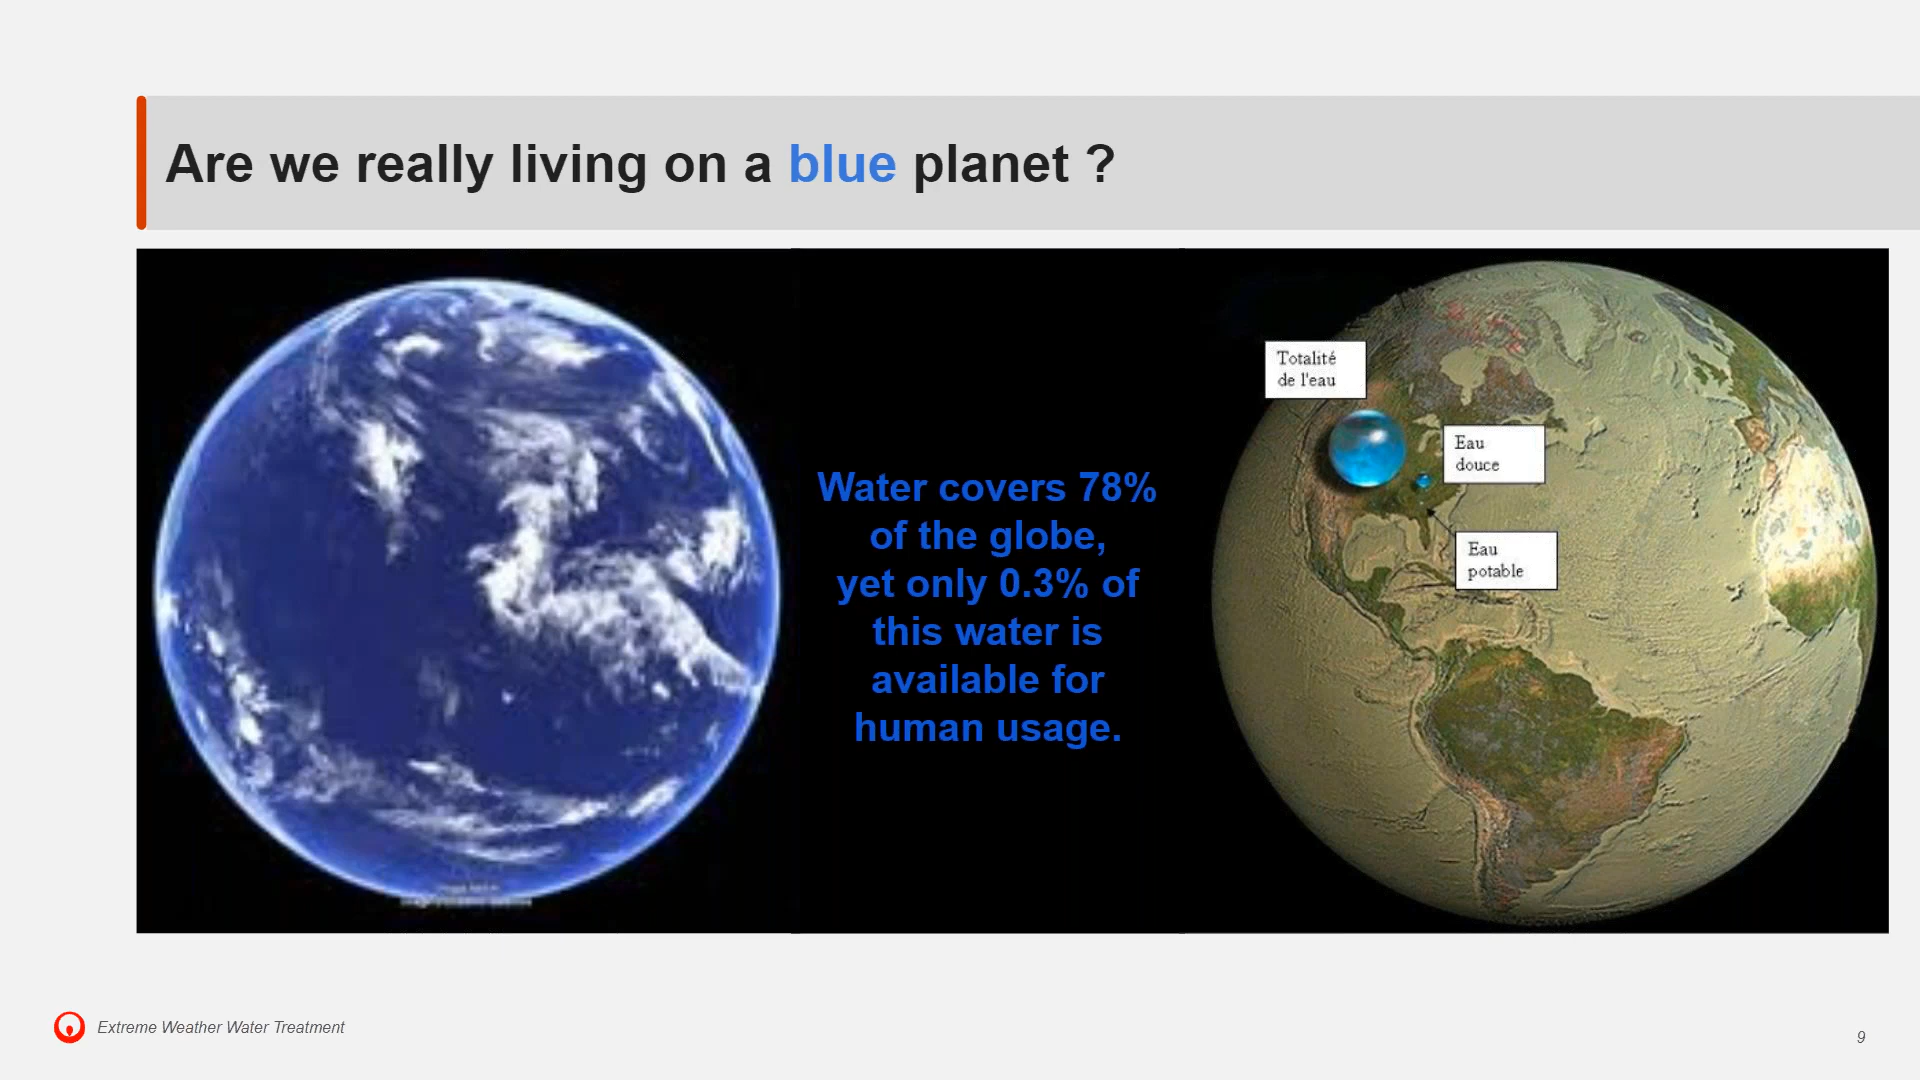 Are we really living on a blue planet ?
Water covers 78%
of the globe,
yet only 0.3% of
this water is
available for
human usage.
Totalité
de l'eau
Eau
douce
Eau
potable
Extreme Weather Water Treatment
9